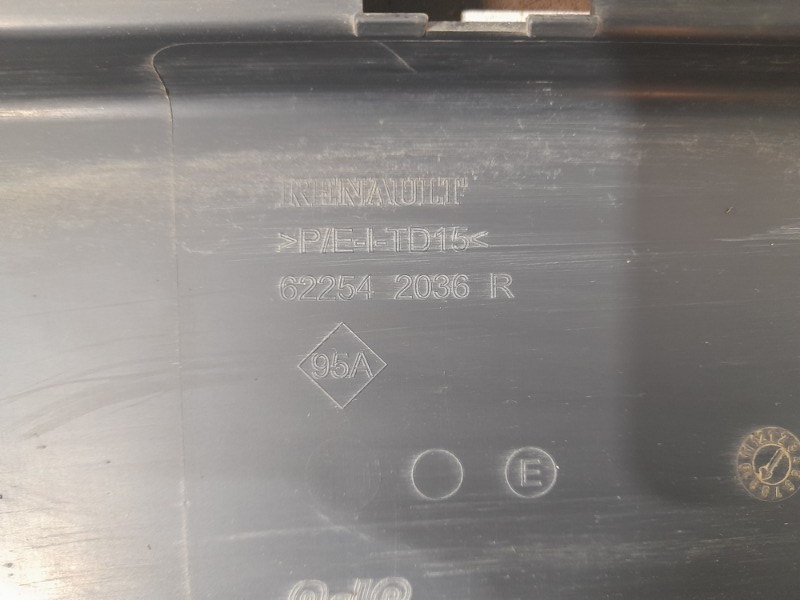 RENAULT
>P/E-I-TD15<
62254 2036 R
95A
E